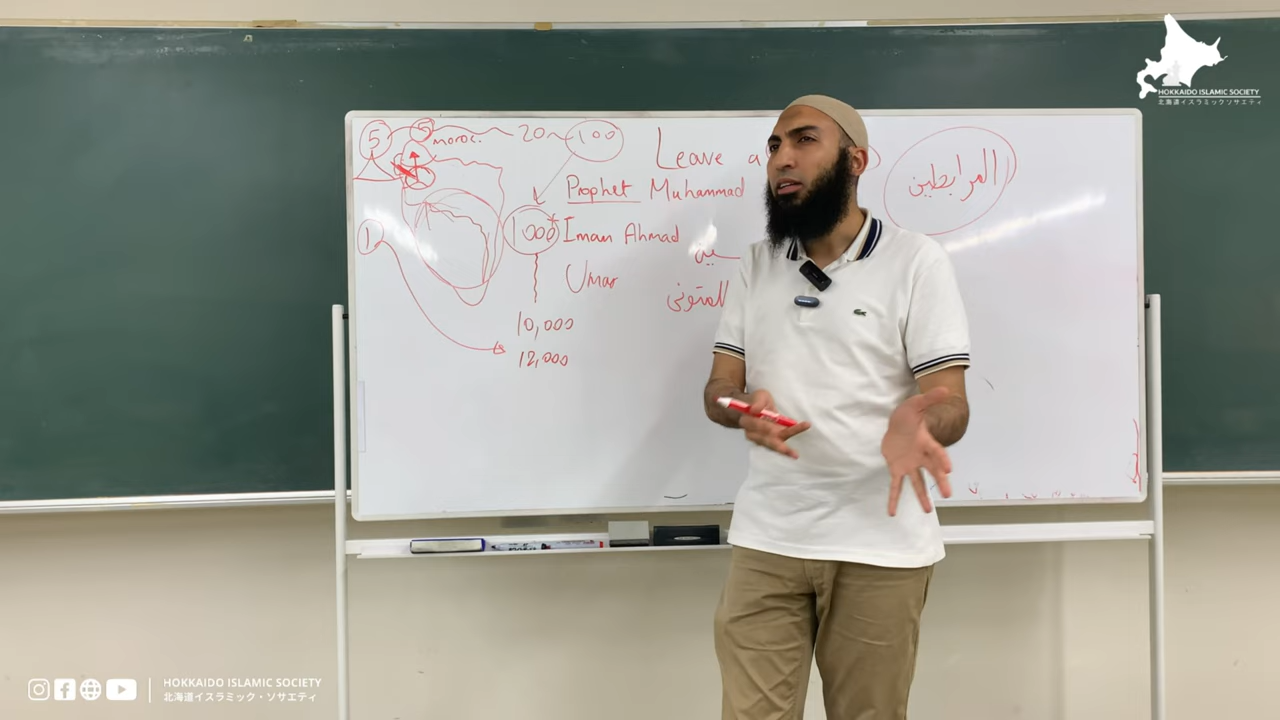 5 5 moroc. 20 100
Leave a
Prophet Muhammad
المرابطين
1 1000 Imam Ahmad
Umar
10,000
12,000
HOKKAIDO ISLAMIC SOCIETY
北海道イスラミックソサエティ
HOKKAIDO ISLAMIC SOCIETY
北海道イスラミック・ソサエティ